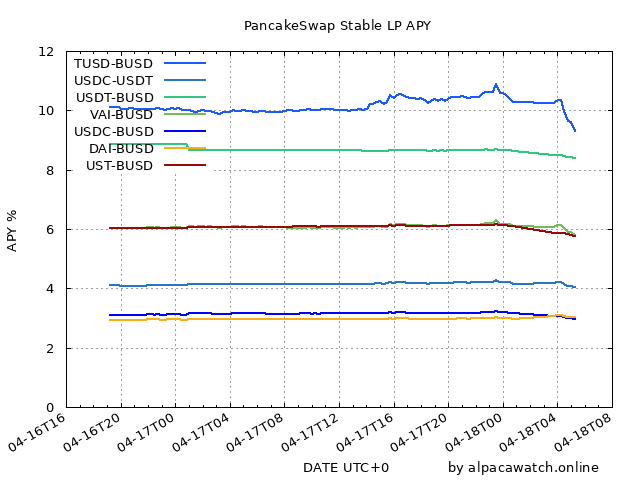 PancakeSwap Stable LP APY
12
10
8
6
4
2
0
APY %
TUSD-BUSD
USDC-USDT
USDT-BUSD
VAI-BUSD
USDC-BUSD
DAI-BUSD
UST-BUSD
04-16T16
04-16T20
04-17T00
04-17T04
04-17T08
04-17T12
04-17T16
04-17T20
04-18T00
04-18T04
04-18T08
DATE UTC+0
by alpacawatch.online